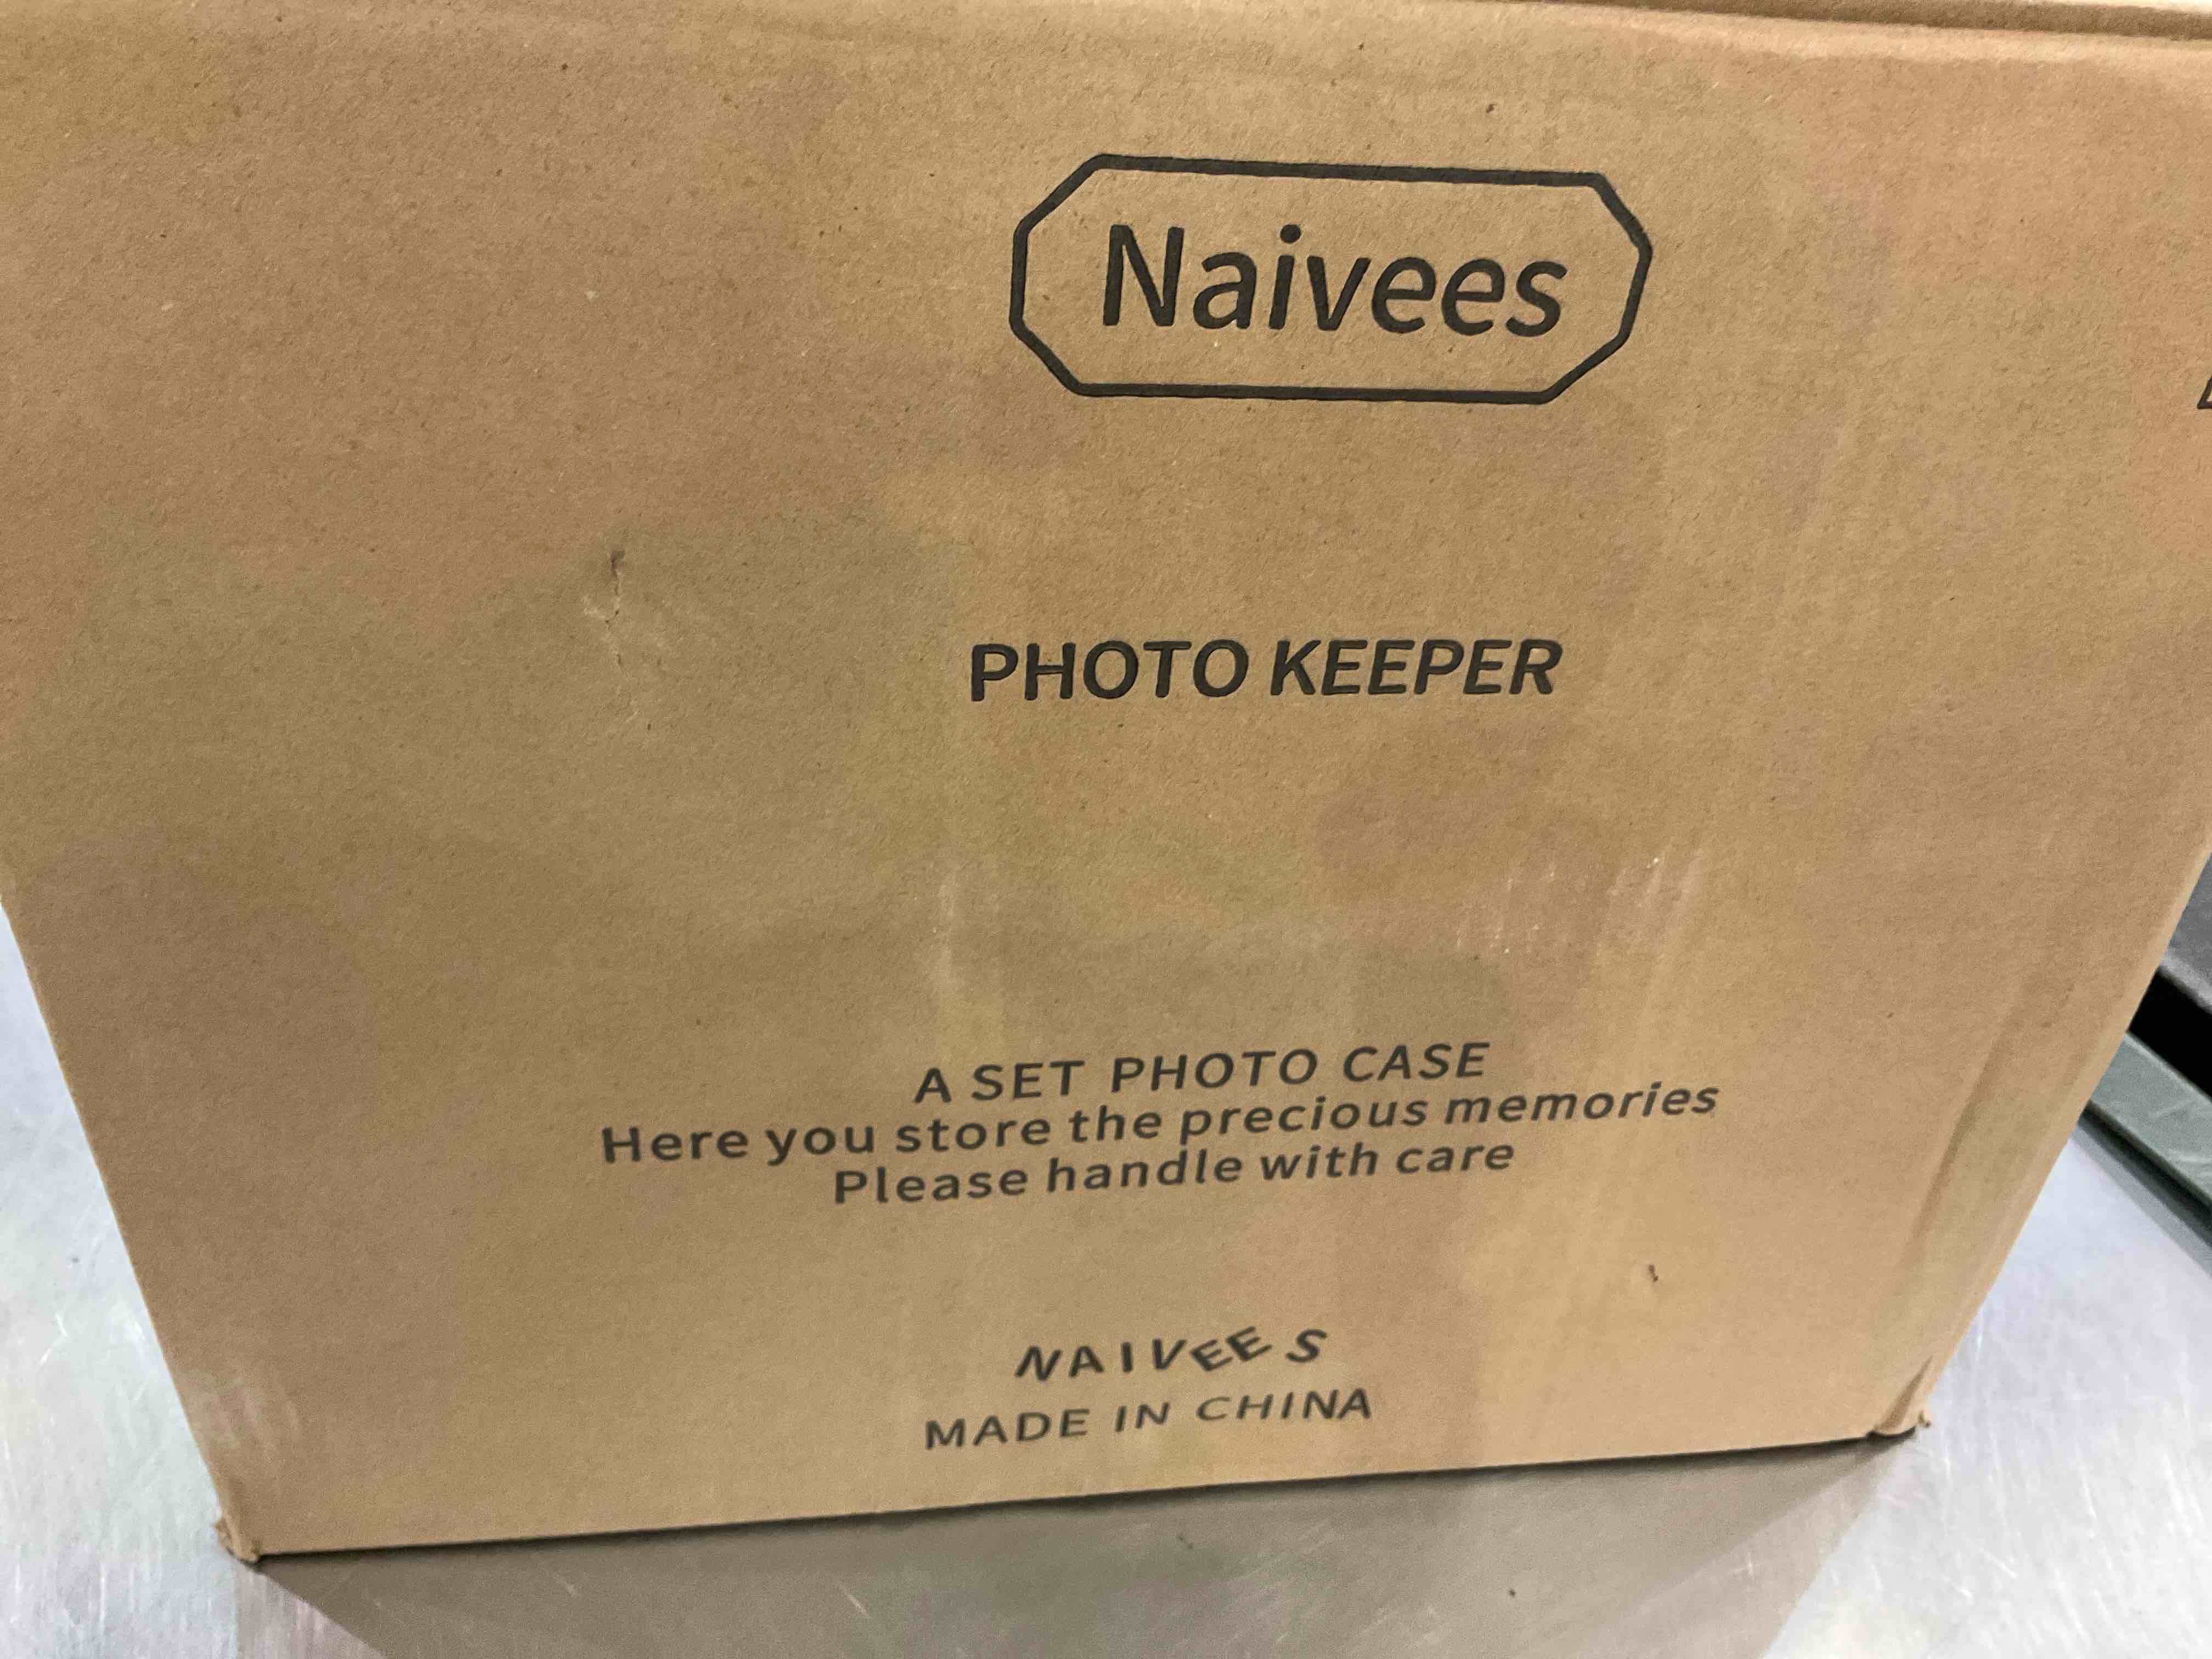 Naivees
PHOTO KEEPER
A SET PHOTO CASE
Here you store the precious memories
Please handle with care
NAIVEES
MADE IN CHINA